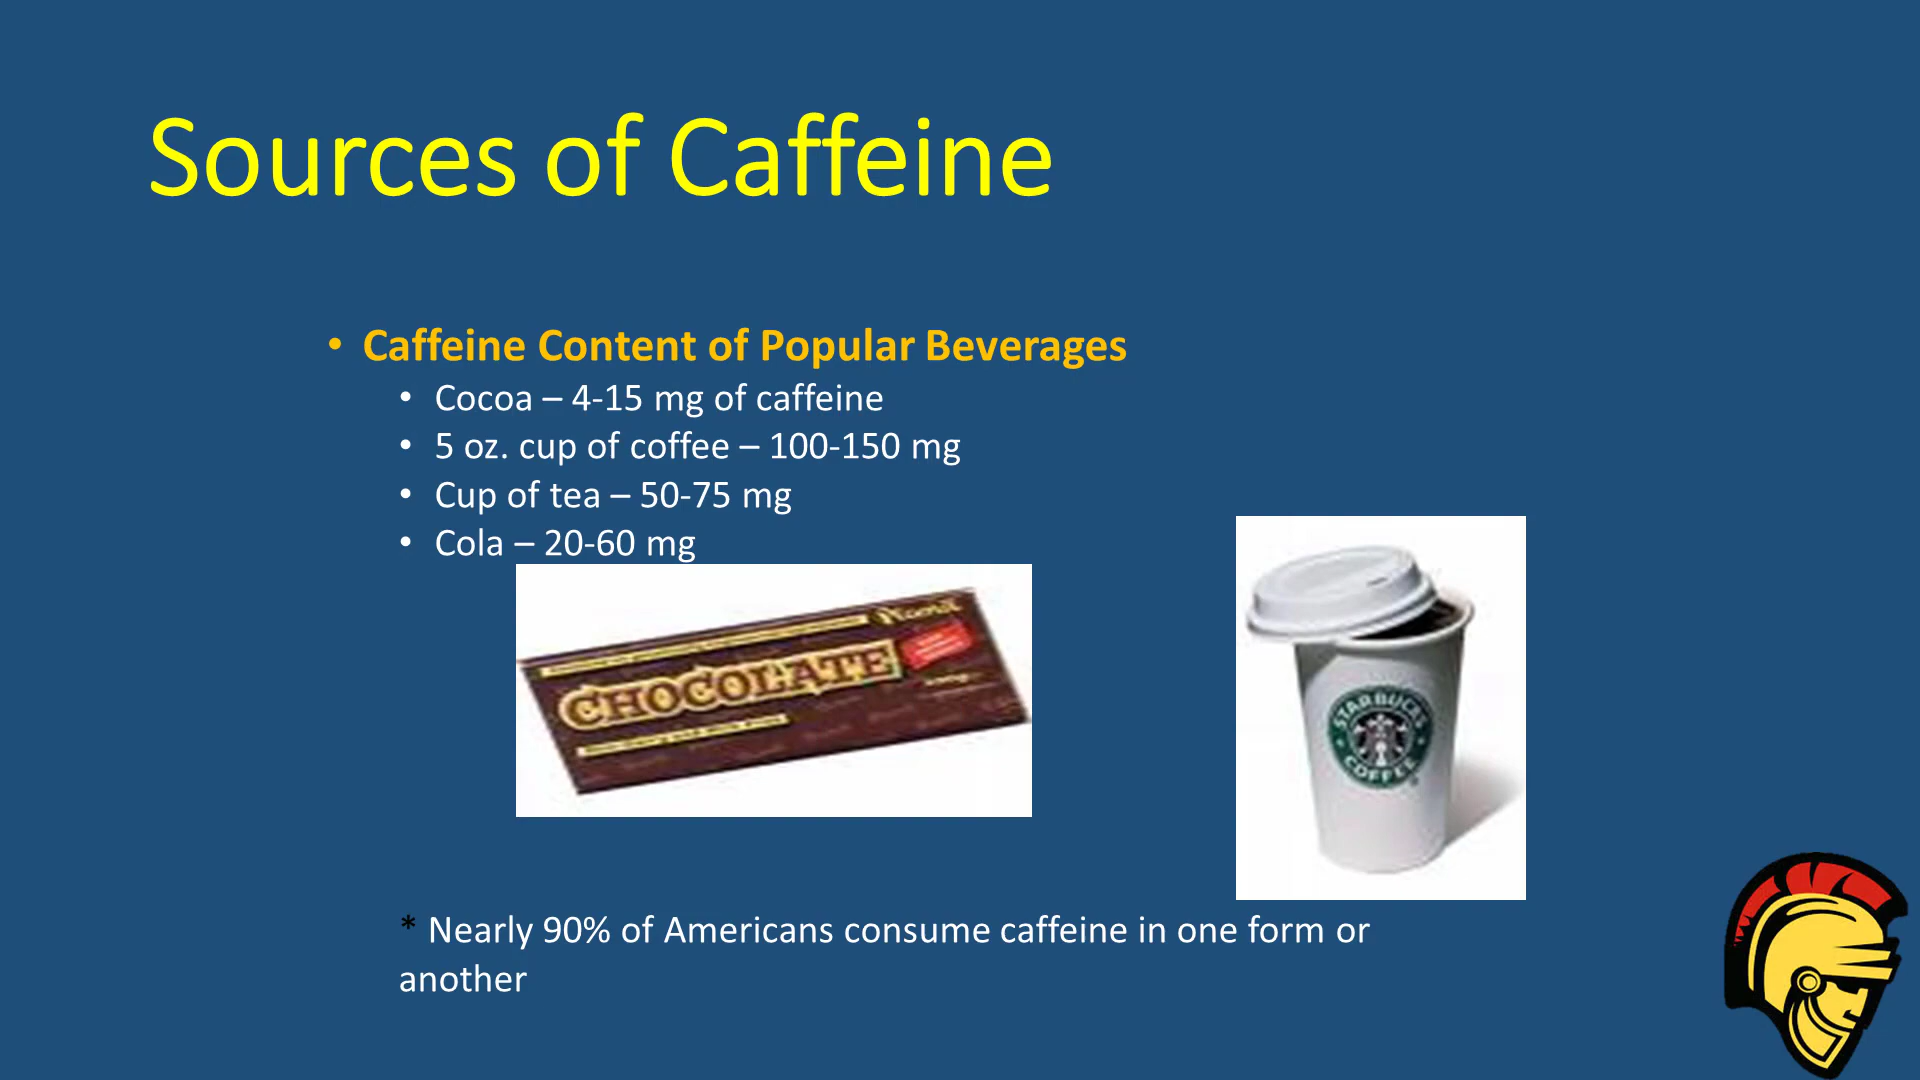 Sources of Caffeine
• Caffeine Content of Popular Beverages
• Cocoa – 4-15 mg of caffeine
• 5 oz. cup of coffee – 100-150 mg
• Cup of tea – 50-75 mg
• Cola – 20-60 mg
CHOCOLATE
STARBUCKS
COFFEE
* Nearly 90% of Americans consume caffeine in one form or
another